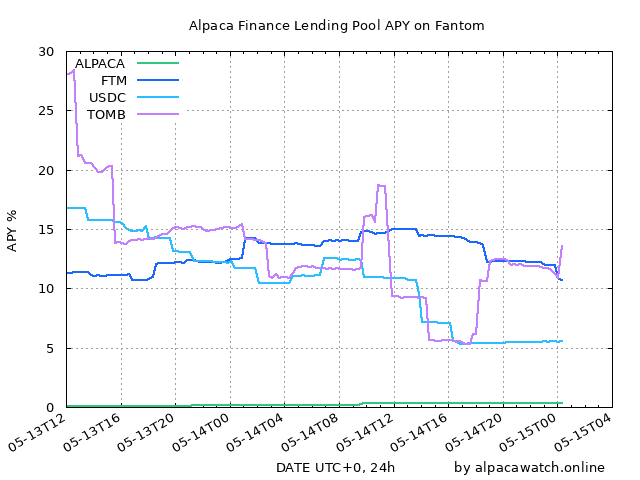 Alpaca Finance Lending Pool APY on Fantom
APY %
30
25
20
15
10
5
0
ALPACA
FTM
USDC
TOMB
05-13T12
05-13T16
05-13T20
05-14T00
05-14T04
05-14T08
05-14T12
05-14T16
05-14T20
05-15T00
05-15T04
DATE UTC+0, 24h
by alpacawatch.online